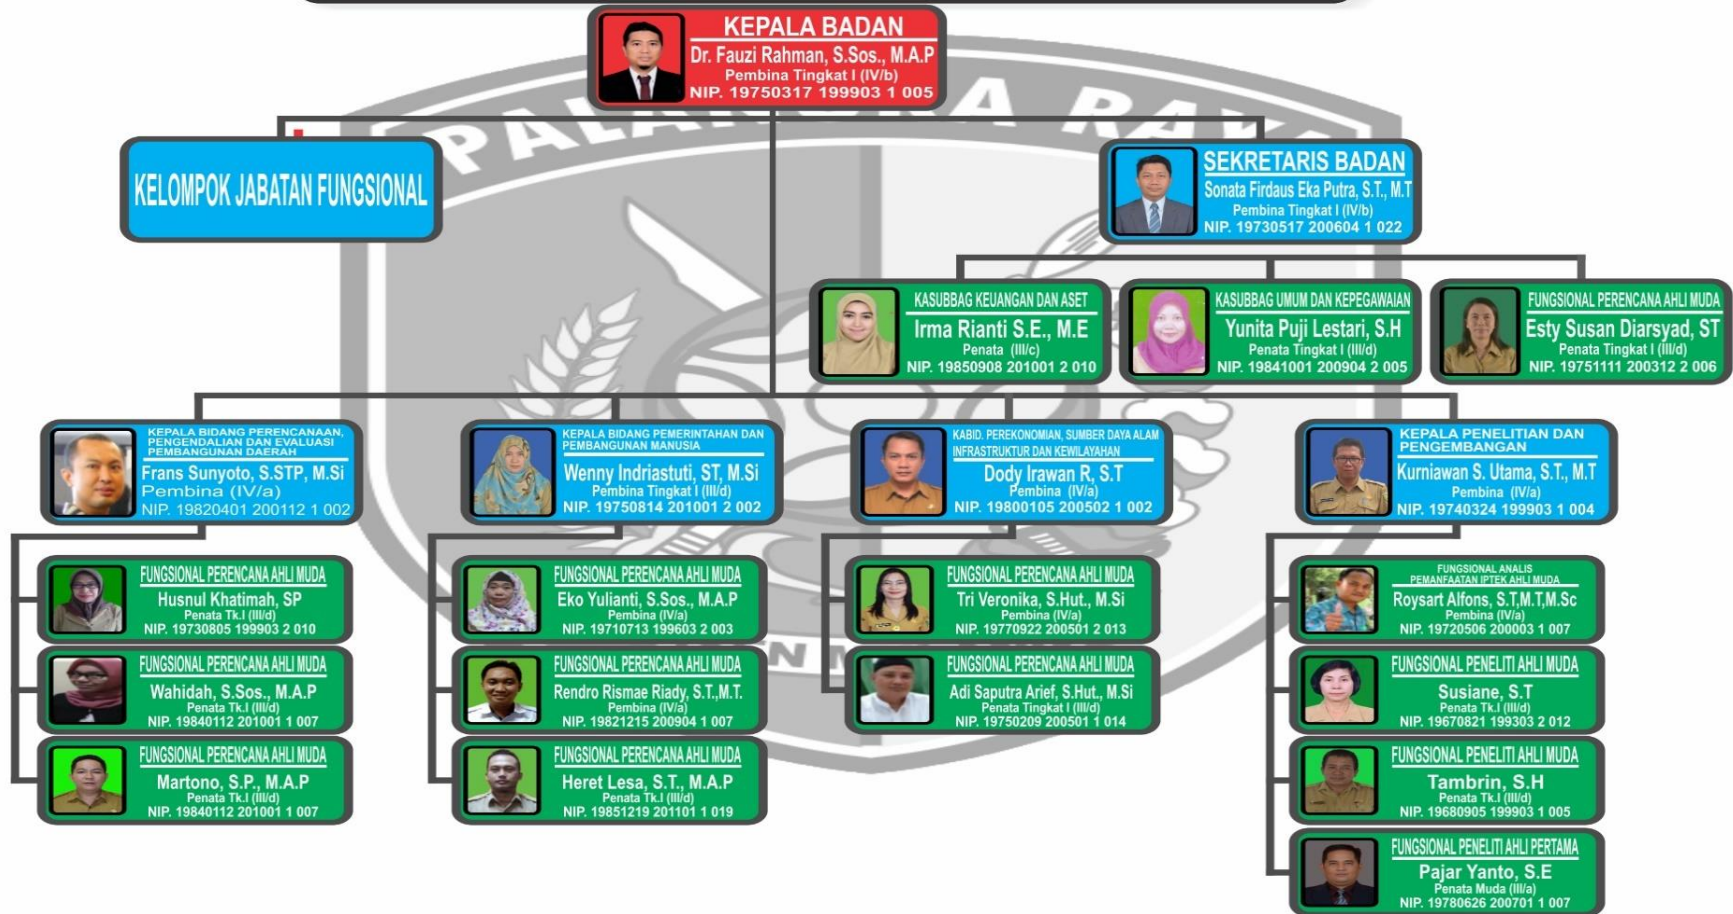 KEPALA BADAN
Dr. Fauzi Rahman, S.Sos., M.A.P
Pembina Tingkat I (IV/b)
NIP. 19750317 199903 1 005
PALANGKA RAYA
KELOMPOK JABATAN FUNGSIONAL
SEKRETARIS BADAN
Sonata Firdaus Eka Putra, S.T., M.T
Pembina Tingkat I (IV/b)
NIP. 19730517 200604 1 022
KASUBBAG KEUANGAN DAN ASET
Irma Rianti S.E., M.E
Penata (III/c)
NIP. 19850908 201001 2 010
KASUBBAG UMUM DAN KEPEGAWAIAN
Yunita Puji Lestari, S.H
Penata Tingkat I (III/d)
NIP. 19841001 200904 2 005
FUNGSIONAL PERENCANA AHLI MUDA
Esty Susan Diarsyad, ST
Penata Tingkat I (III/d)
NIP. 19751111 200312 2 006
KEPALA BIDANG PERENCANAAN,
PENGENDALIAN DAN EVALUASI
PEMBANGUNAN DAERAH
Frans Sunyoto, S.STP, M.Si
Pembina (IV/a)
NIP. 19820401 200112 1 002
KEPALA BIDANG PEMERINTAHAN DAN
PEMBANGUNAN MANUSIA
Wenny Indriastuti, ST, M.Si
Pembina Tingkat I (III/d)
NIP. 19750814 201001 2 002
KABID. PEREKONOMIAN, SUMBER DAYA ALAM
INFRASTRUKTUR DAN KEWILAYAHAN
Dody Irawan R, S.T
Pembina (IV/a)
NIP. 19800105 200502 1 002
KEPALA PENELITIAN DAN
PENGEMBANGAN
Kurniawan S. Utama, S.T., M.T
Pembina (IV/a)
NIP. 19740324 199903 1 004
FUNGSIONAL PERENCANA AHLI MUDA
Husnul Khatimah, SP
Penata Tk.I (III/d)
NIP. 19730805 199903 2 010
FUNGSIONAL PERENCANA AHLI MUDA
Wahidah, S.Sos., M.A.P
Penata Tk.I (III/d)
NIP. 19840112 201001 1 007
FUNGSIONAL PERENCANA AHLI MUDA
Martono, S.P., M.A.P
Penata Tk.I (III/d)
NIP. 19840112 201001 1 007
FUNGSIONAL PERENCANA AHLI MUDA
Eko Yulianti, S.Sos., M.A.P
Pembina (IV/a)
NIP. 19710713 199603 2 003
FUNGSIONAL PERENCANA AHLI MUDA
Rendro Rismae Riady, S.T.,M.T.
Pembina (IV/a)
NIP. 19821215 200904 1 007
FUNGSIONAL PERENCANA AHLI MUDA
Heret Lesa, S.T., M.A.P
Penata Tk.I (III/d)
NIP. 19851219 201101 1 019
FUNGSIONAL PERENCANA AHLI MUDA
Tri Veronika, S.Hut., M.Si
Pembina (IV/a)
NIP. 19770922 200501 2 013
FUNGSIONAL PERENCANA AHLI MUDA
Adi Saputra Arief, S.Hut., M.Si
Penata Tingkat I (III/d)
NIP. 19750209 200501 1 014
FUNGSIONAL ANALIS
PEMANFAATAN IPTEK AHLI MUDA
Roysart Alfons, S.T,M.T,M.Sc
Pembina (IV/a)
NIP. 19720506 200003 1 007
FUNGSIONAL PENELITI AHLI MUDA
Susiane, S.T
Penata Tk.I (III/d)
NIP. 19670821 199303 2 012
FUNGSIONAL PENELITI AHLI MUDA
Tambrin, S.H
Penata Tk.I (III/d)
NIP. 19680905 199903 1 005
FUNGSIONAL PENELITI AHLI PERTAMA
Pajar Yanto, S.E
Penata Muda (III/a)
NIP. 19780626 200701 1 007